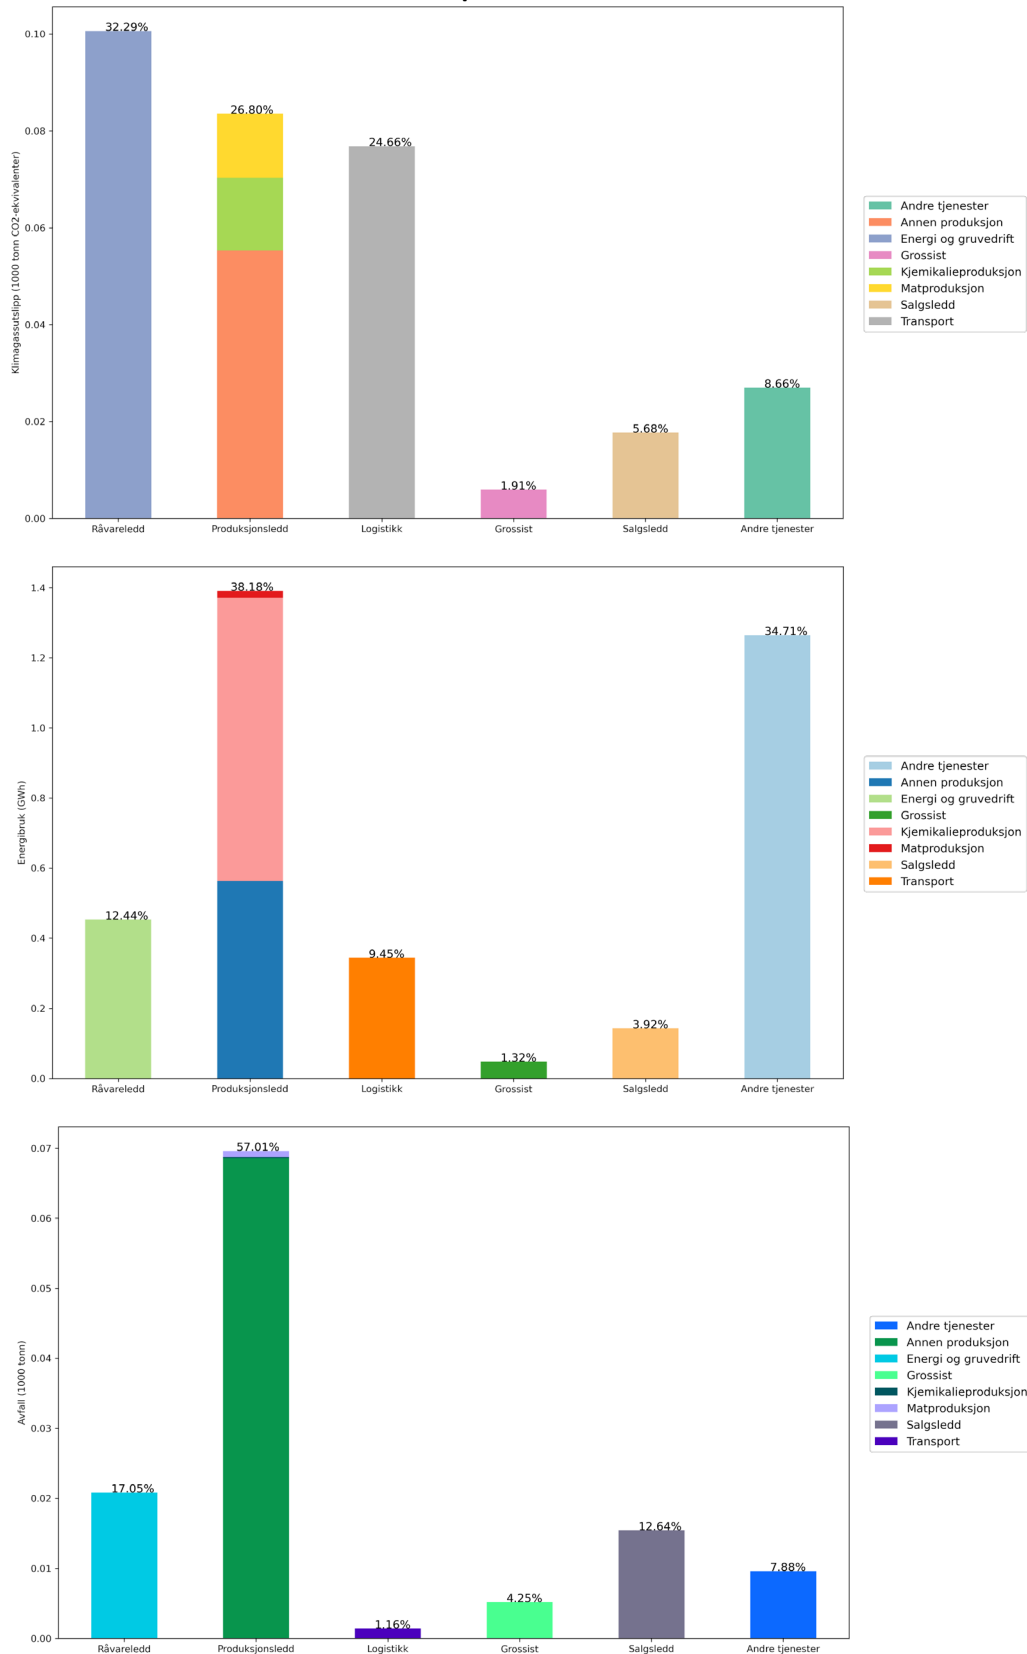 32.29%
26.80%
24.66%
1.91%
5.68%
8.66%
0.10
0.08
0.06
0.04
0.02
0.00
Klimagassutslipp (1000 tonn CO2-ekvivalenter)
Råvareledd
Produksjonsledd
Logistikk
Grossist
Salgsledd
Andre tjenester
Andre tjenester
Annen produksjon
Energi og gruvedrift
Grossist
Kjemikalieproduksjon
Matproduksjon
Salgsledd
Transport
12.44%
38.18%
9.45%
1.32%
3.92%
34.71%
1.4
1.2
1.0
0.8
0.6
0.4
0.2
0.0
Energibruk (GWh)
Råvareledd
Produksjonsledd
Logistikk
Grossist
Salgsledd
Andre tjenester
Andre tjenester
Annen produksjon
Energi og gruvedrift
Grossist
Kjemikalieproduksjon
Matproduksjon
Salgsledd
Transport
17.05%
57.01%
1.16%
4.25%
12.64%
7.88%
0.07
0.06
0.05
0.04
0.03
0.02
0.01
0.00
Avfall (1000 tonn)
Råvareledd
Produksjonsledd
Logistikk
Grossist
Salgsledd
Andre tjenester
Andre tjenester
Annen produksjon
Energi og gruvedrift
Grossist
Kjemikalieproduksjon
Matproduksjon
Salgsledd
Transport